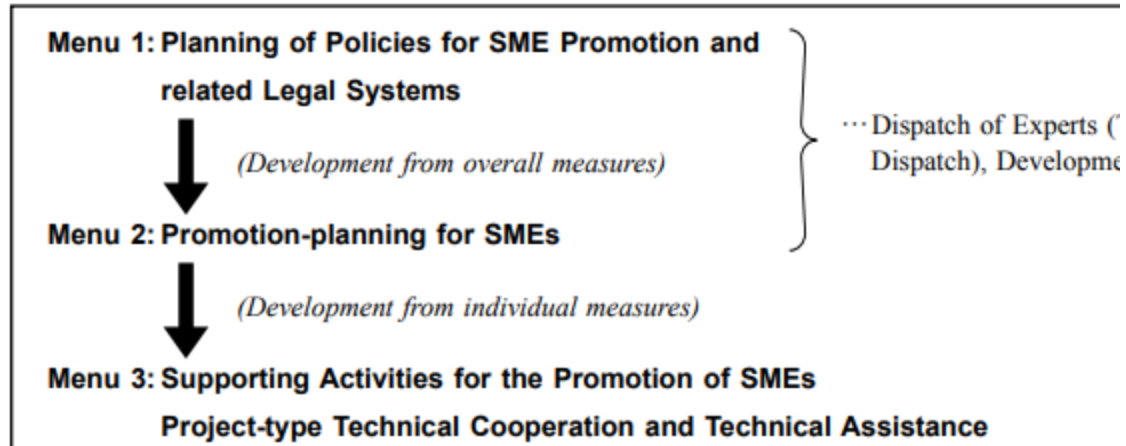 Menu 1: Planning of Policies for SME Promotion and
related Legal Systems
(Development from overall measures)
···Dispatch of Experts (
Dispatch), Developme
Menu 2: Promotion-planning for SMEs
(Development from individual measures)
Menu 3: Supporting Activities for the Promotion of SMEs
Project-type Technical Cooperation and Technical Assistance